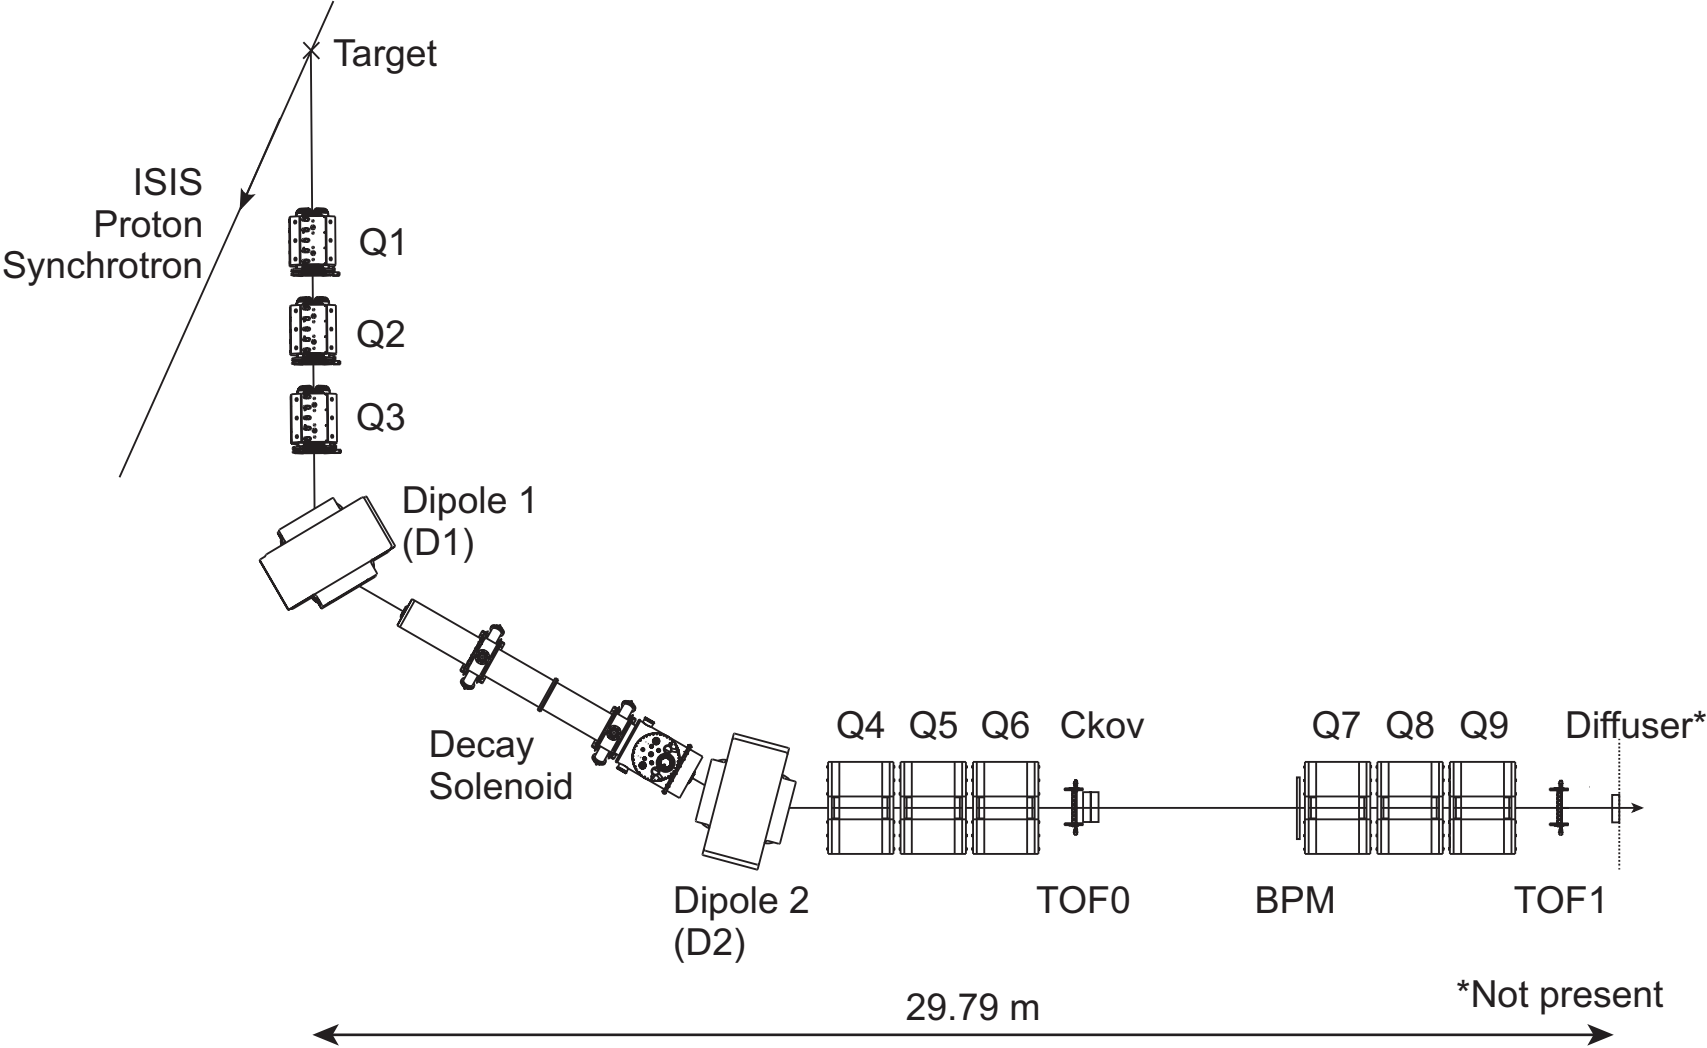 Target
ISIS
Proton
Synchrotron
Q1
Q2
Q3
Dipole 1
(D1)
Decay
Solenoid
Q4 Q5 Q6 Ckov Q7 Q8 Q9 Diffuser*
Dipole 2
(D2)
TOF0 BPM TOF1
*Not present
29.79 m